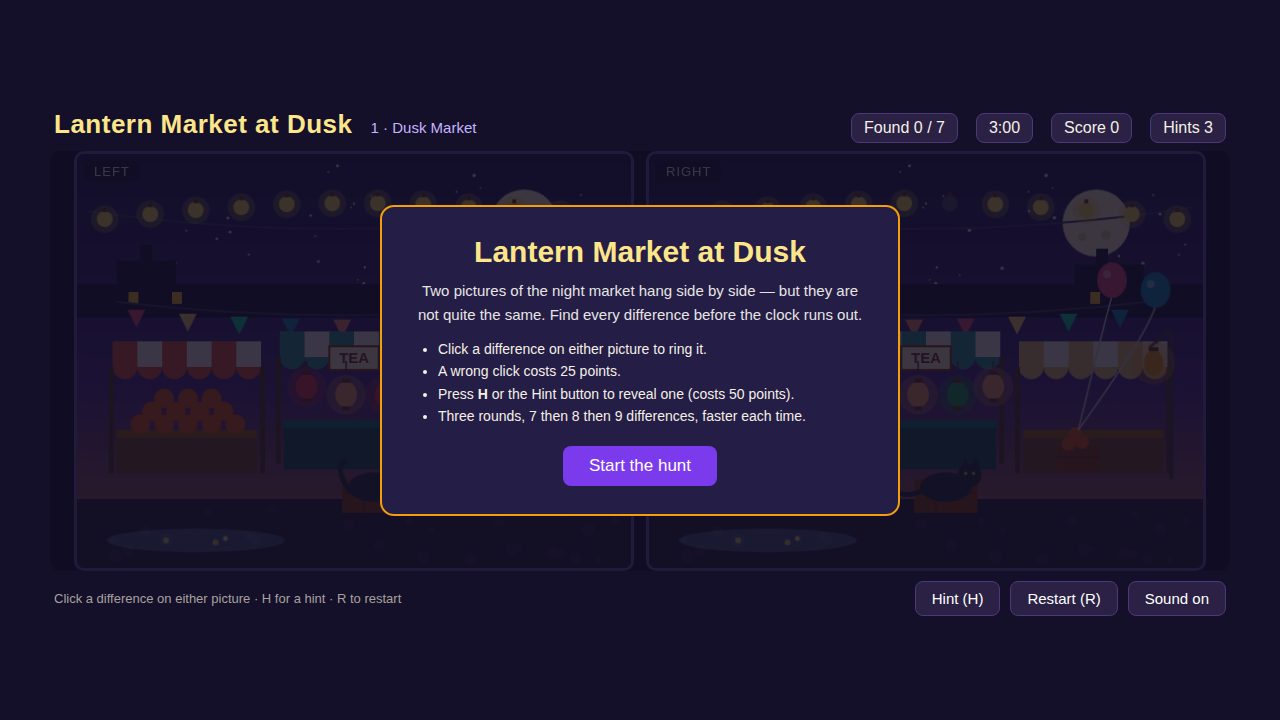 Lantern Market at Dusk
1 · Dusk Market
Found 0 / 7
3:00
Score 0
Hints 3
LEFT
RIGHT
TEA
TEA
2
Lantern Market at Dusk
Two pictures of the night market hang side by side — but they are
not quite the same. Find every difference before the clock runs out.
Click a difference on either picture to ring it.
A wrong click costs 25 points.
Press H or the Hint button to reveal one (costs 50 points).
Three rounds, 7 then 8 then 9 differences, faster each time.
Start the hunt
Click a difference on either picture · H for a hint · R to restart
Hint (H)
Restart (R)
Sound on